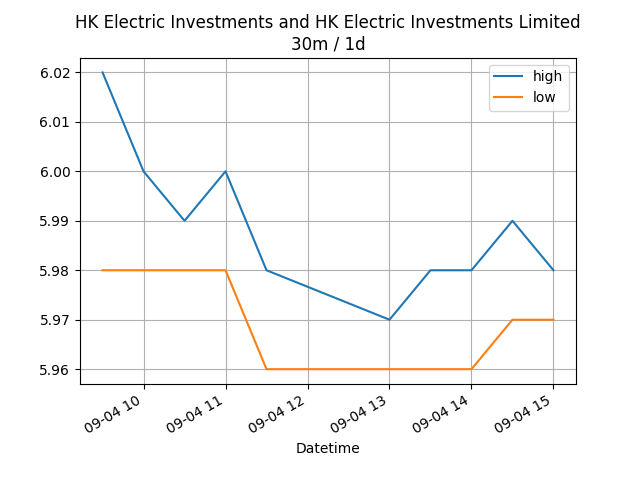 HK Electric Investments and HK Electric Investments Limited
30m / 1d
high
low
6.02
6.01
6.00
5.99
5.98
5.97
5.96
09-04 10
09-04 11
09-04 12
09-04 13
09-04 14
09-04 15
Datetime